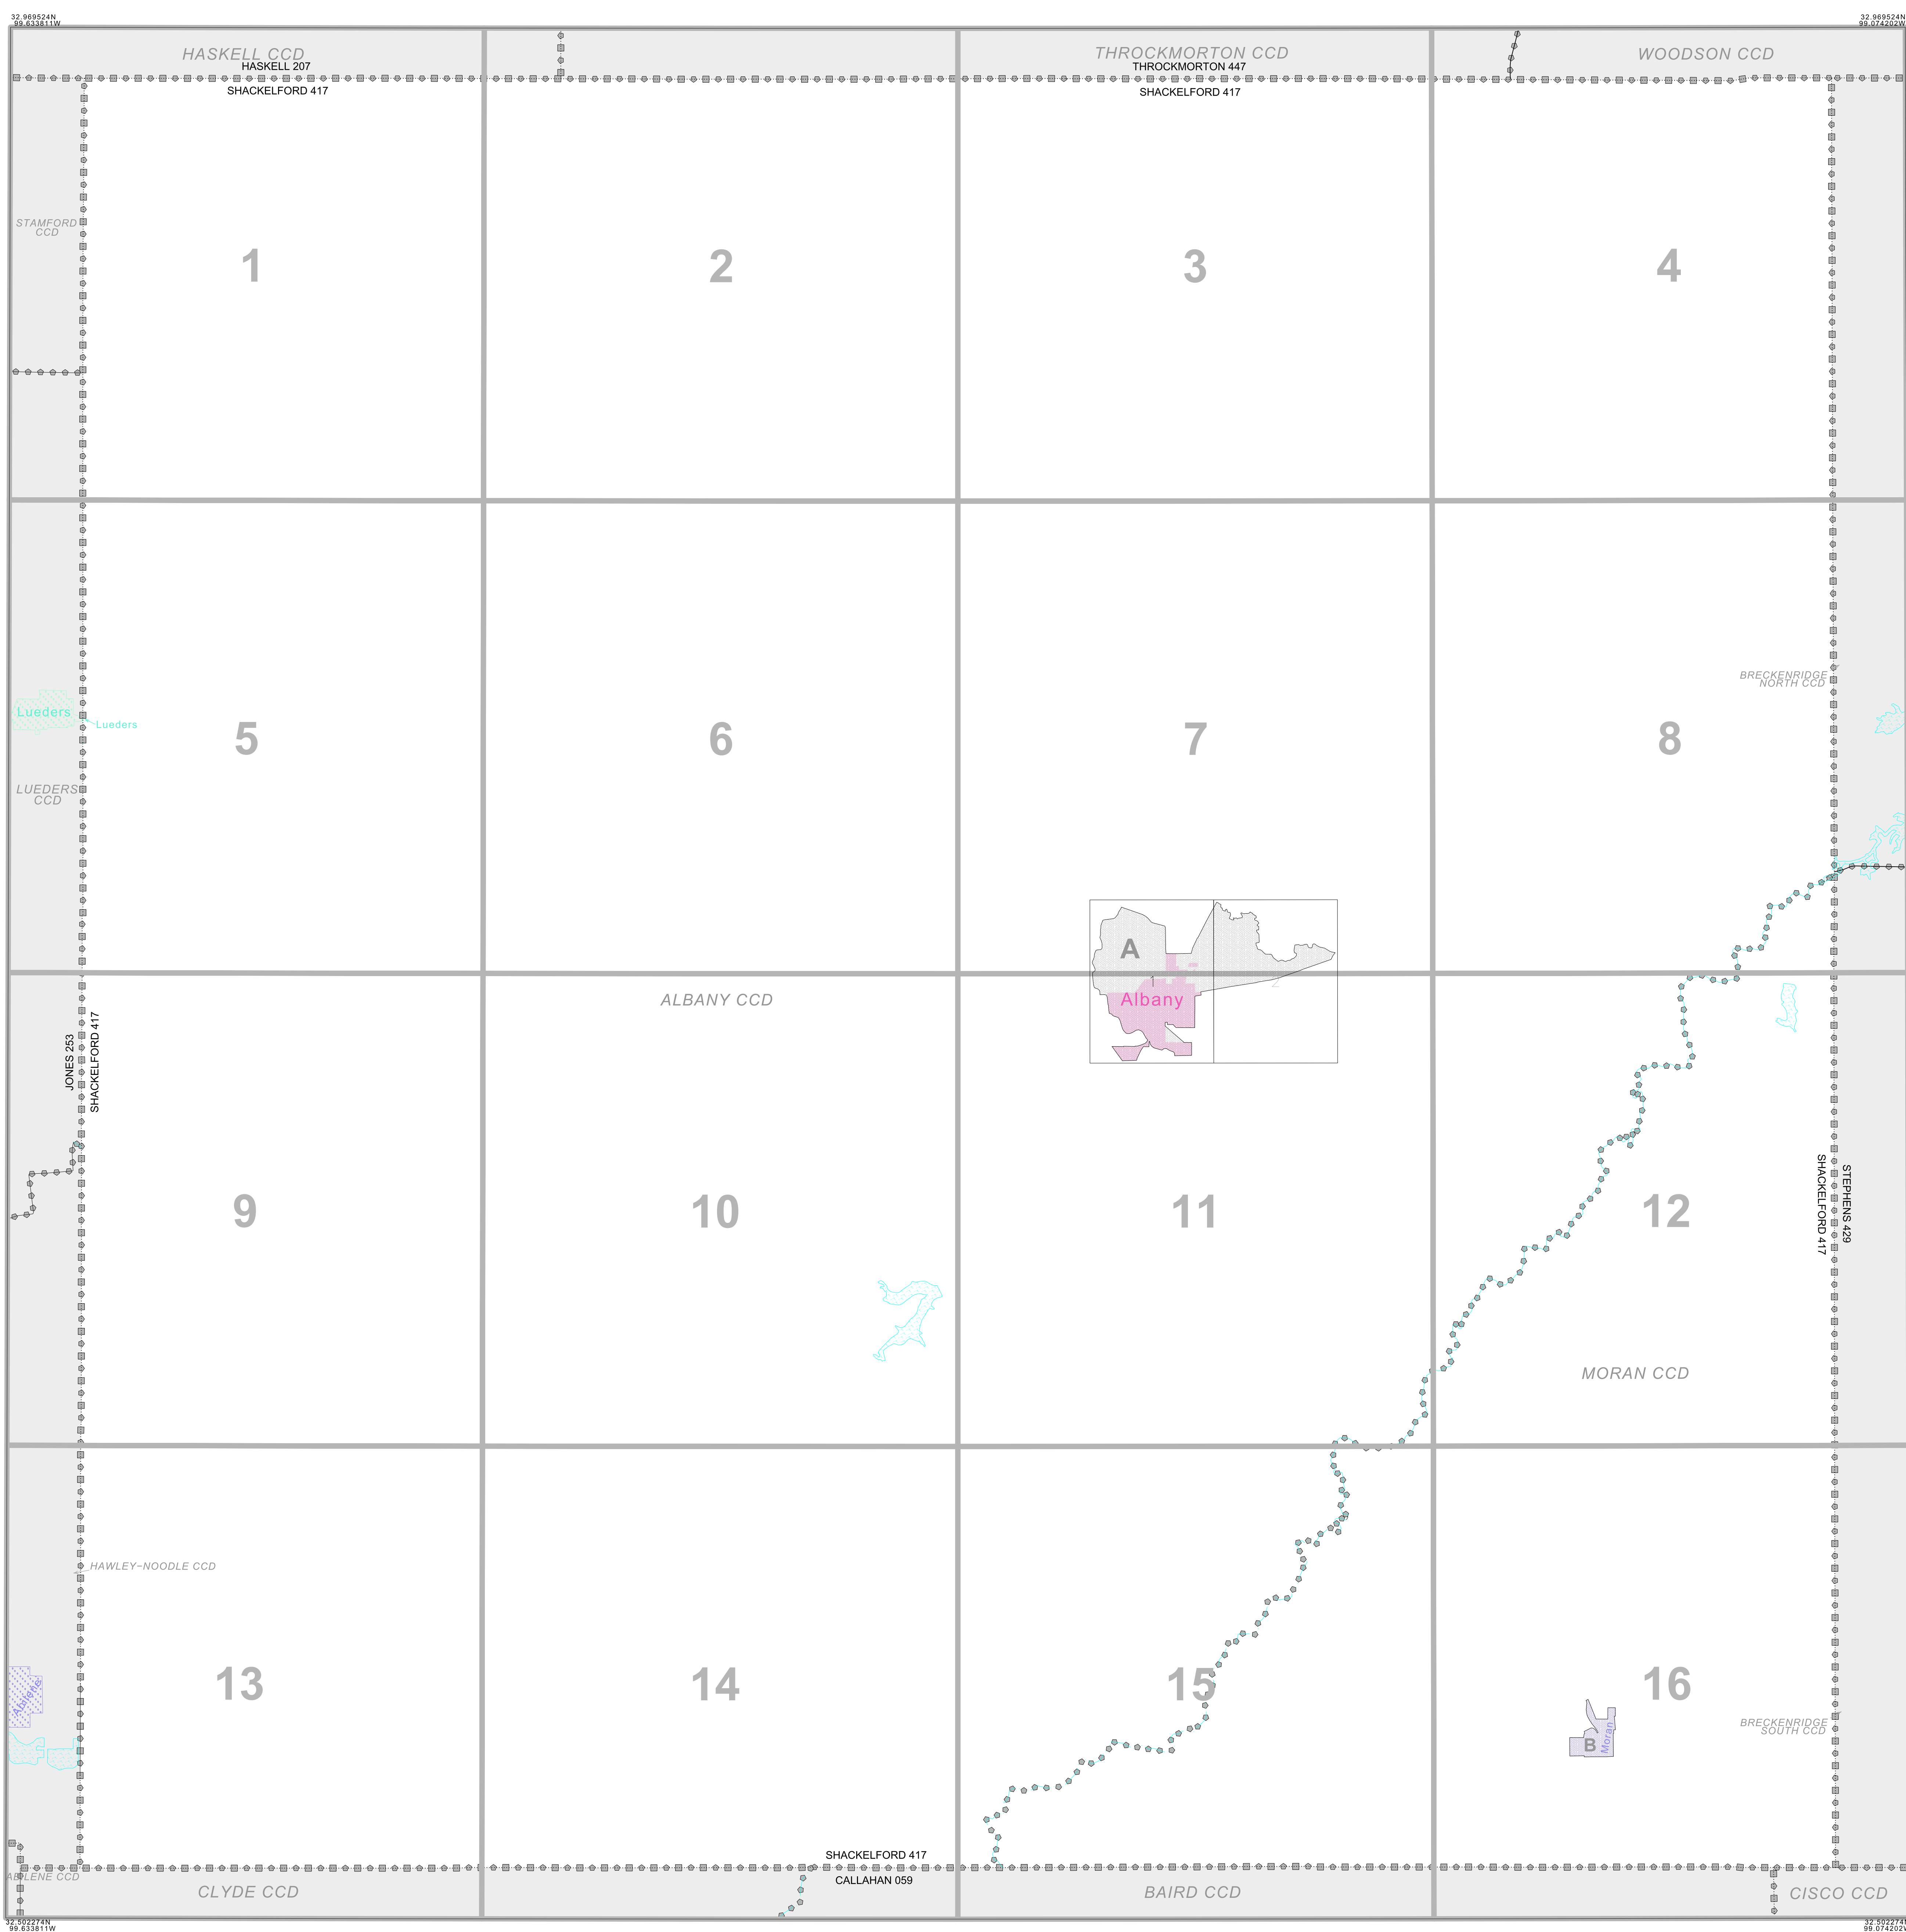 32.969524N
99.633811W
32.969524N
99.074202W
HASKELL CCD
HASKELL 207
SHACKELFORD 417
THROCKMORTON CCD
THROCKMORTON 447
SHACKELFORD 417
WOODSON CCD
STAMFORD
CCD
1
2
3
4
BRECKENRIDGE
NORTH CCD
Lueders
Lueders
5
6
7
8
LUEDERS
CCD
A
1
2
Albany
ALBANY CCD
JONES 253
SHACKELFORD 417
STEPHENS 429
SHACKELFORD 417
9
10
11
12
MORAN CCD
HAWLEY-NOODLE CCD
13
14
15
16
Abilene
BRECKENRIDGE
SOUTH CCD
B
Moran
SHACKELFORD 417
CALLAHAN 059
ABILENE CCD
CLYDE CCD
BAIRD CCD
CISCO CCD
32.502274N
99.633811W
32.502274N
99.074202W